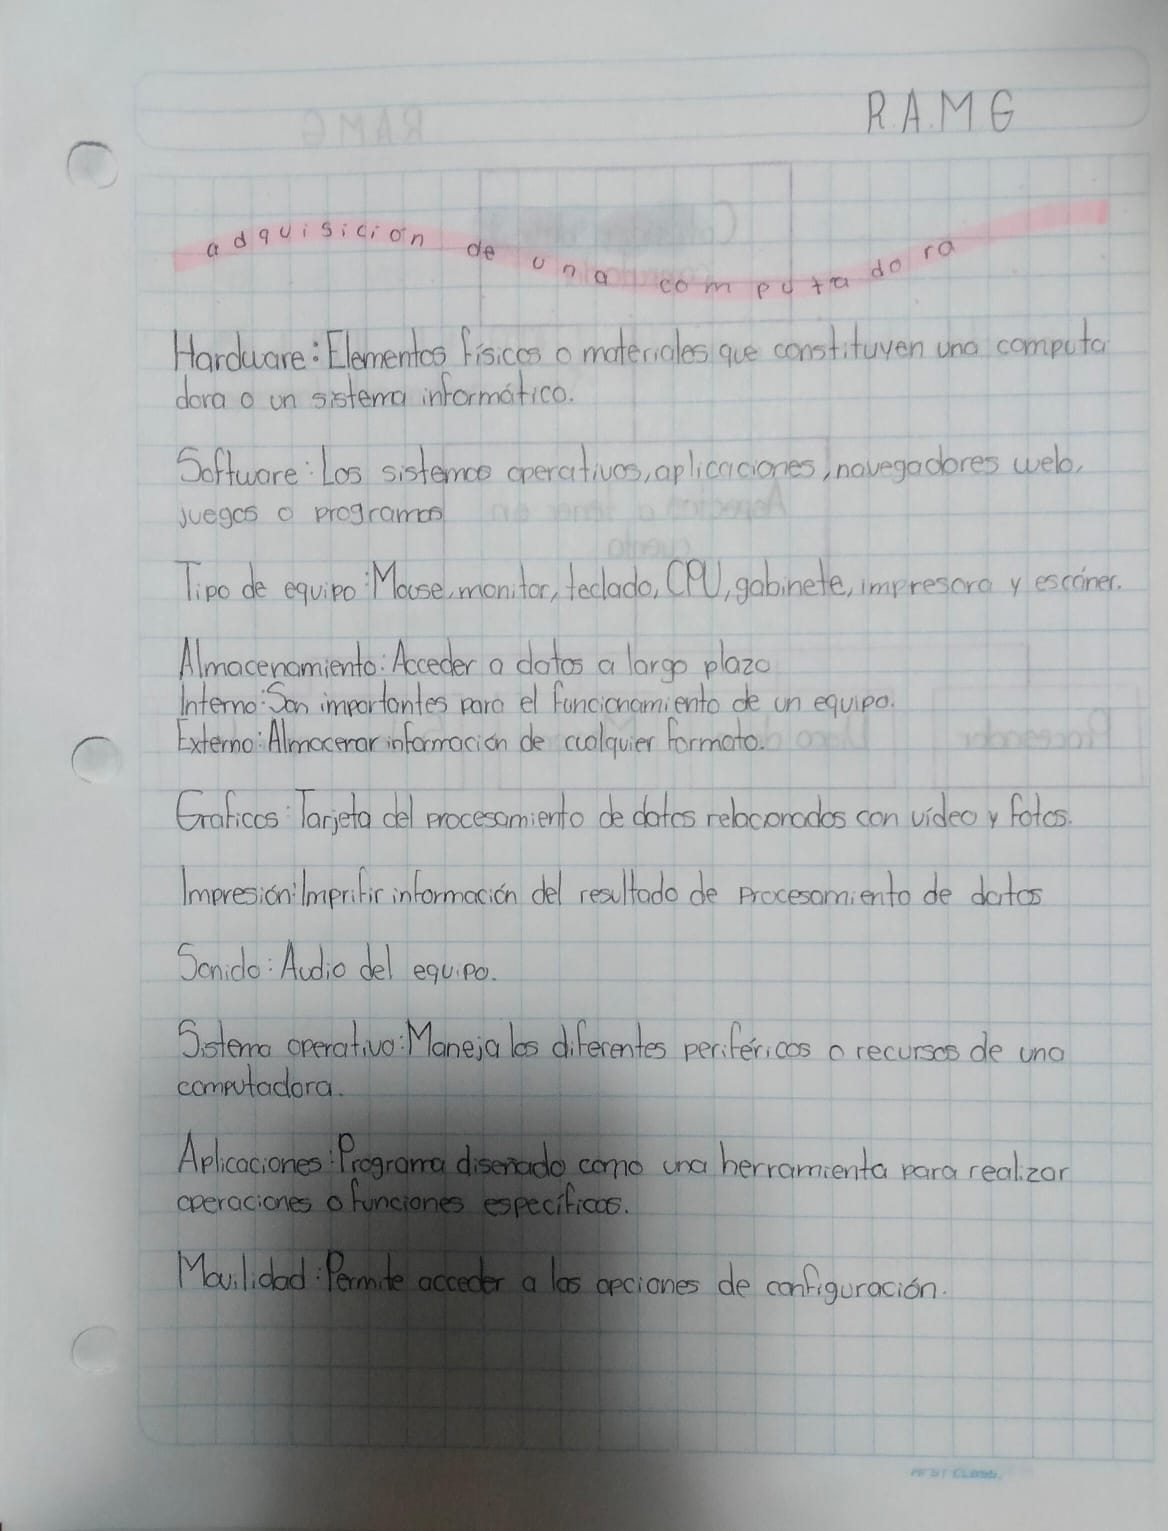 R.A.M.G
adquisición de una computadora
Hardware: Elementos físicos o materiales que constituyen una computa
dora o un sistema informático.
Software: Los sistemas operativos, aplicaciones, navegadores web,
juegos o programas
Tipo de equipo: Mouse, monitor, teclado, CPU, gabinete, impresora y escáner.
Almacenamiento: Acceder a datos a largo plazo
Interno: Son importantes para el funcionamiento de un equipo.
Externo: Almacenar información de cualquier formato.
Graficos: Tarjeta del procesamiento de datos relacionados con vídeo y fotos.
Impresión: información del resultado de procesamiento de datos
Sonido: Audio del equipo.
Sistema operativo: Maneja los diferentes periféricos o recursos de una
computadora.
Aplicaciones: Programa diseñado como una herramienta para realizar
operaciones o funciones específicas.
Movilidad: Permite acceder a las opciones de configuración.